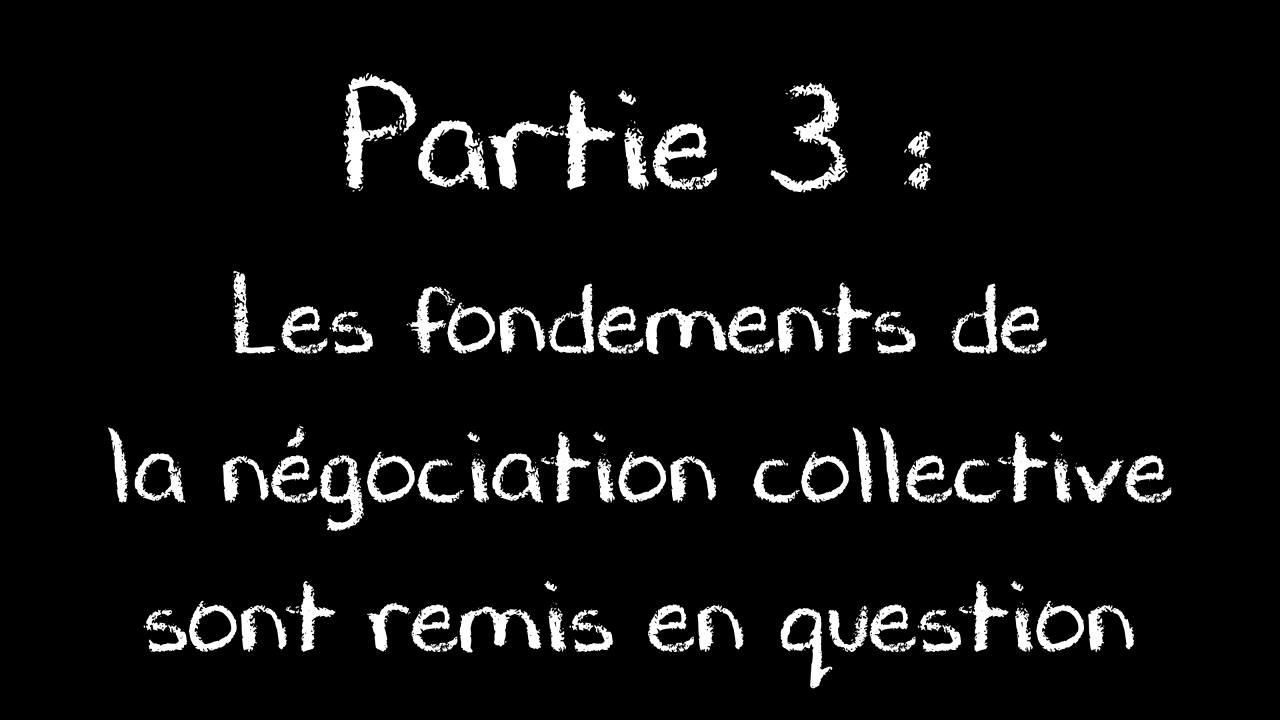 Partie 3 :
Les fondements de
la négociation collective
sont remis en question